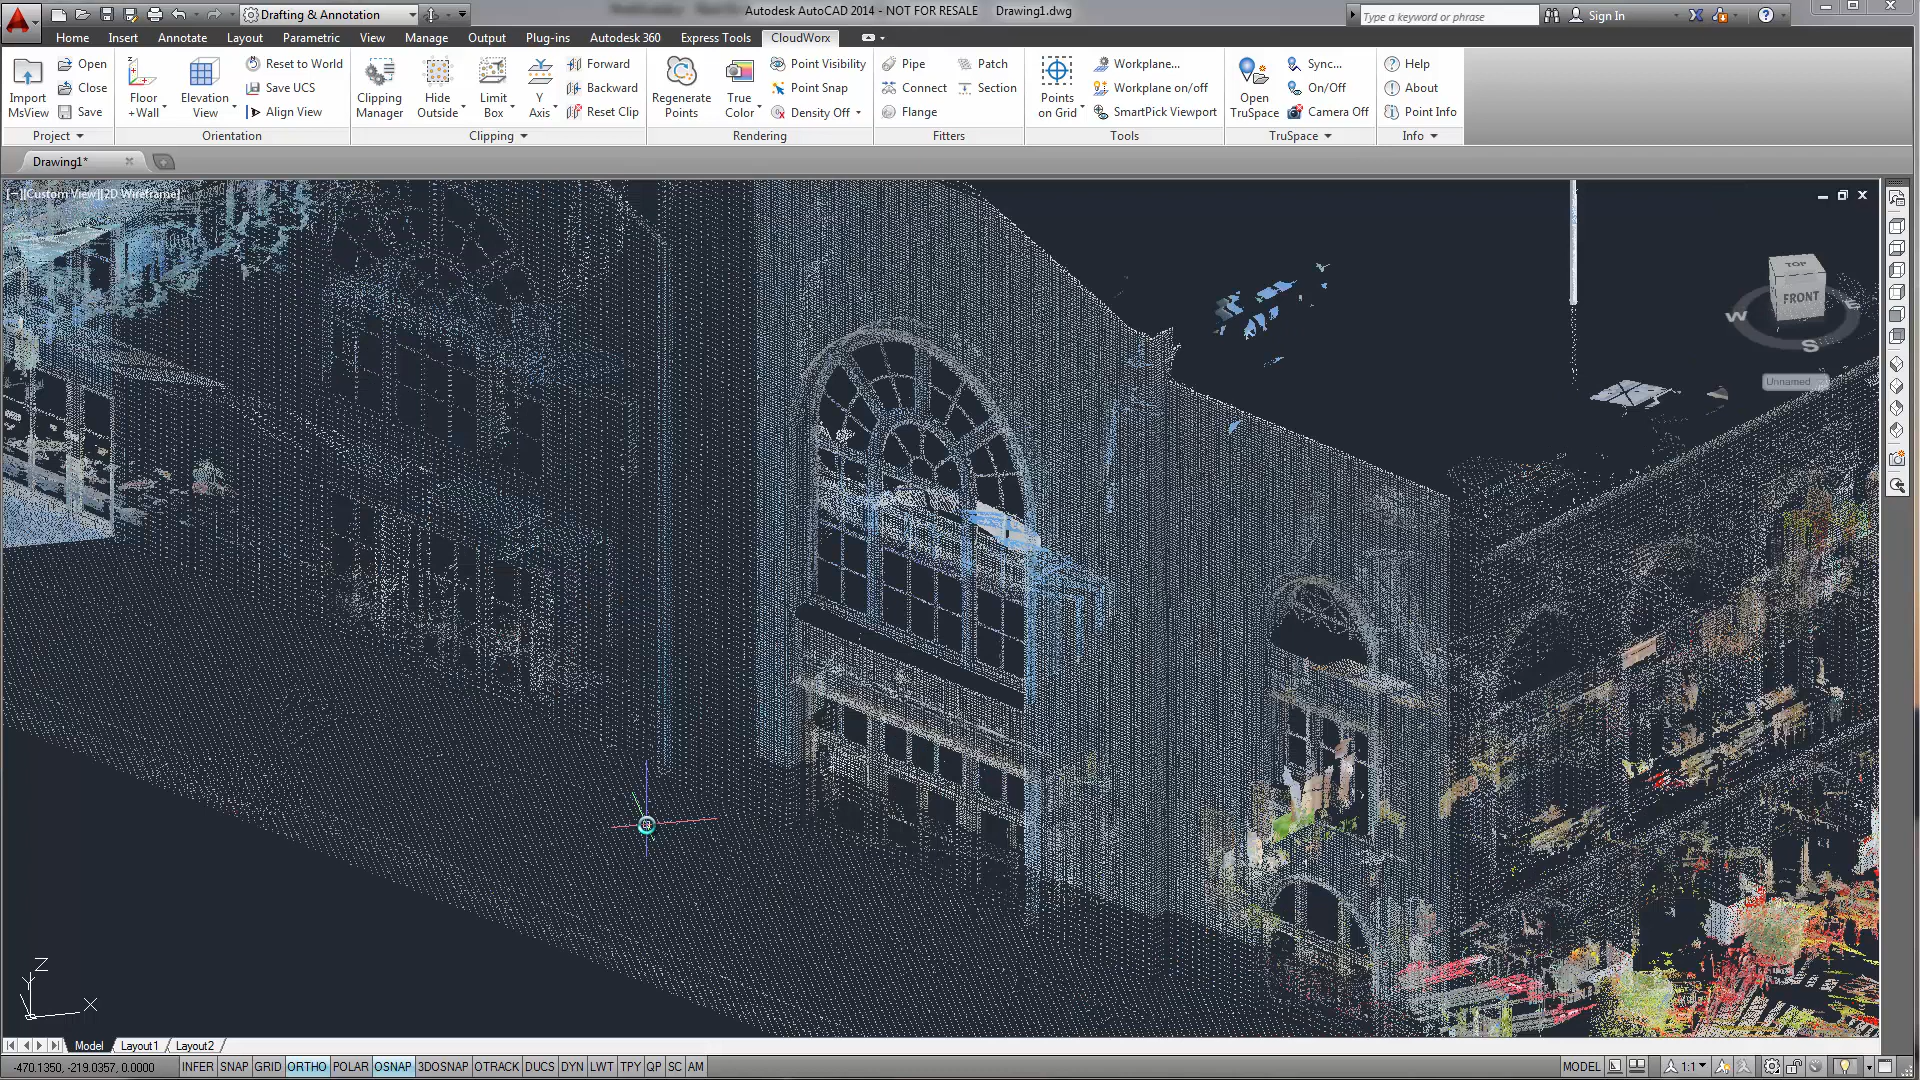 Drafting & Annotation
Autodesk AutoCAD 2014 - NOT FOR RESALE Drawing1.dwg
Type a keyword or phrase
Sign In
Home Insert Annotate Layout Parametric View Manage Output Plug-ins Autodesk 360 Express Tools CloudWorx
Import MsView
Open
Close
Save
Project
Floor +Wall
Elevation View
Reset to World
Save UCS
Align View
Orientation
Clipping Manager
Hide Outside
Limit Box
Y Axis
Forward
Backward
Reset Clip
Clipping
Regenerate Points
True Color
Point Visibility
Point Snap
Density Off
Rendering
Pipe
Connect
Flange
Patch
Section
Fitters
Points on Grid
Workplane...
Workplane on/off
SmartPick Viewport
Tools
Open TruSpace
Sync...
On/Off
Camera Off
TruSpace
Help
About
Point Info
Info
Drawing1*
[–][Custom View][2D Wireframe]
TOP
FRONT
W
S
E
Unnamed
Z
Y
X
Model Layout1 Layout2
-470.1350, -219.0357, 0.0000
INFER SNAP GRID ORTHO POLAR OSNAP 3DOSNAP OTRACK DUCS DYN LWT TPY QP SC AM
MODEL
1:1